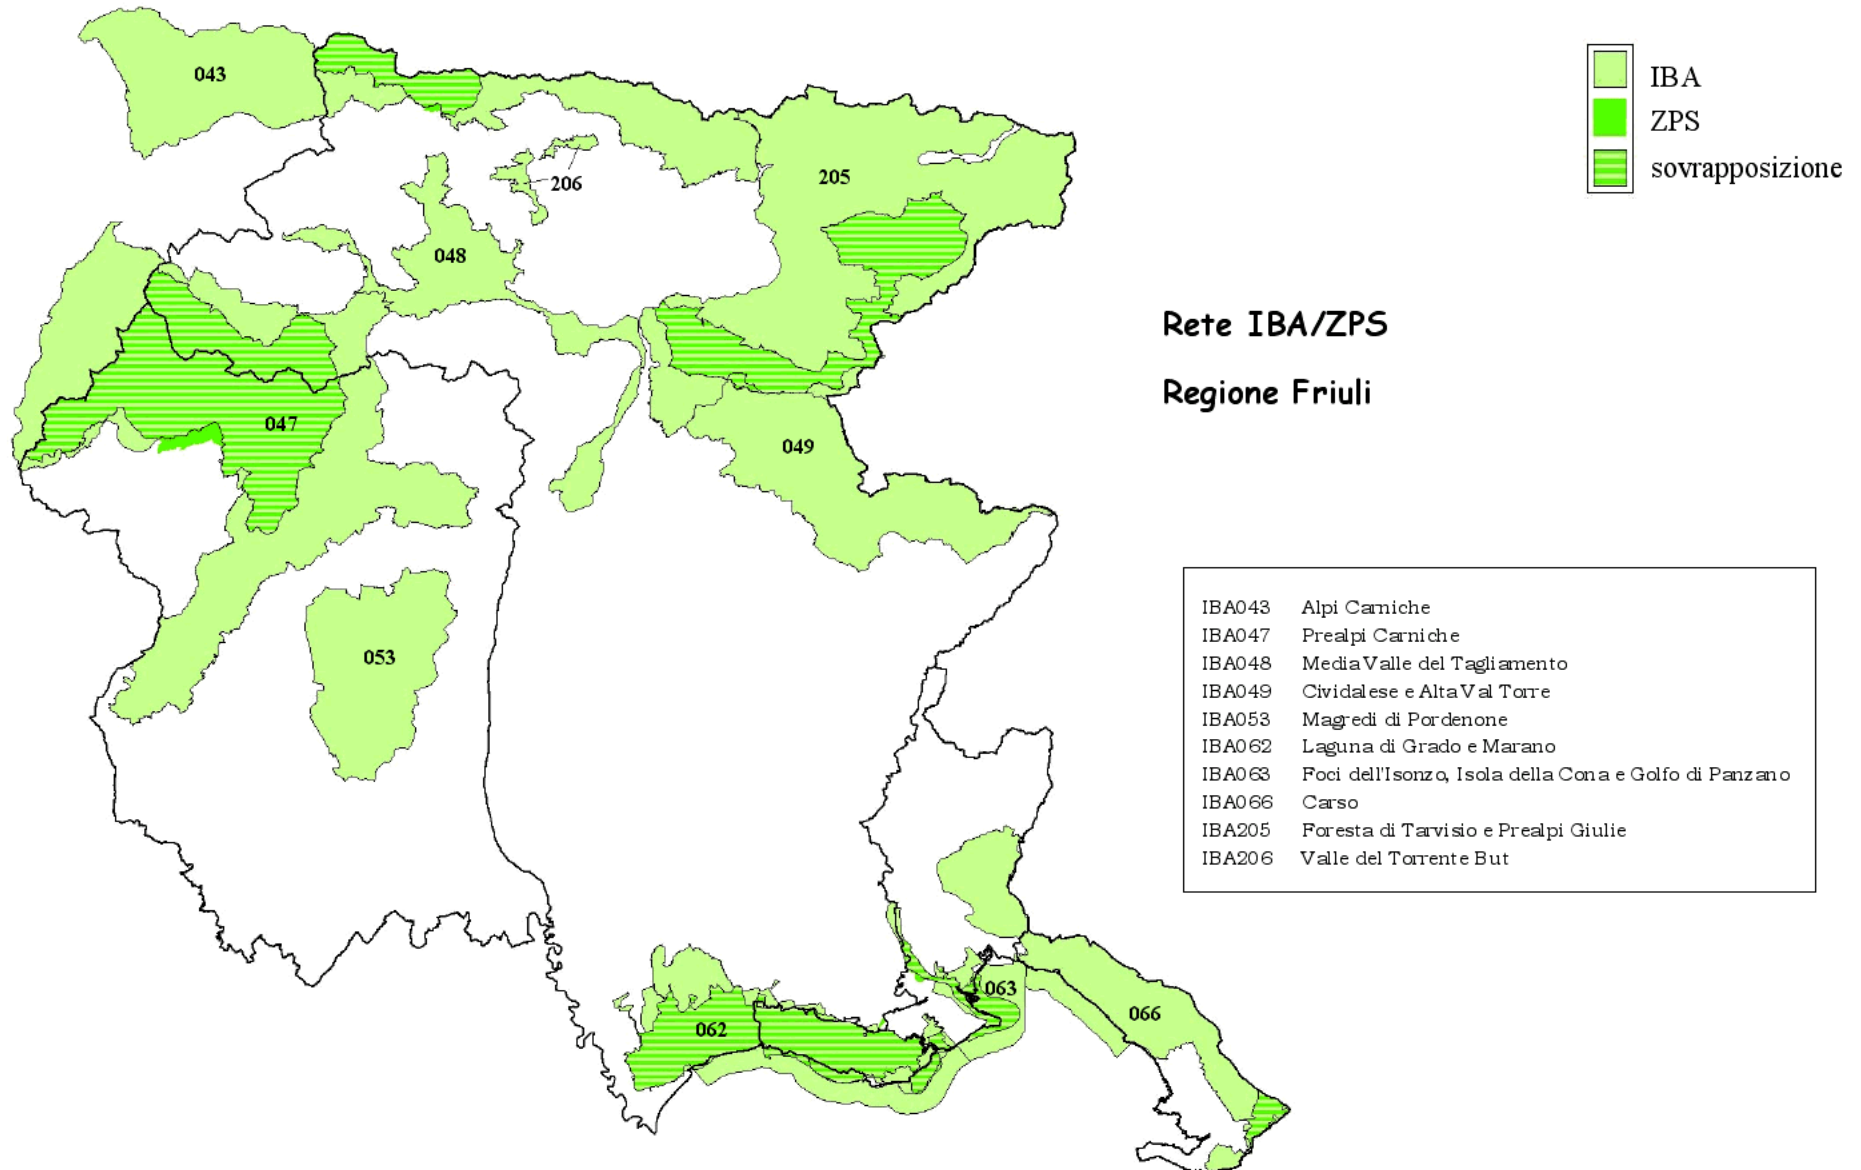 043
IBA
ZPS
sovrapposizione
206
205
048
Rete IBA/ZPS
Regione Friuli
047
049
053
IBA043 Alpi Carniche
IBA047 Prealpi Carniche
IBA048 Media Valle del Tagliamento
IBA049 Cividalese e Alta Val Torre
IBA053 Magredi di Pordenone
IBA062 Laguna di Grado e Marano
IBA063 Foci dell'Isonzo, Isola della Cona e Golfo di Panzano
IBA066 Carso
IBA205 Foresta di Tarvisio e Prealpi Giulie
IBA206 Valle del Torrente But
063
066
062